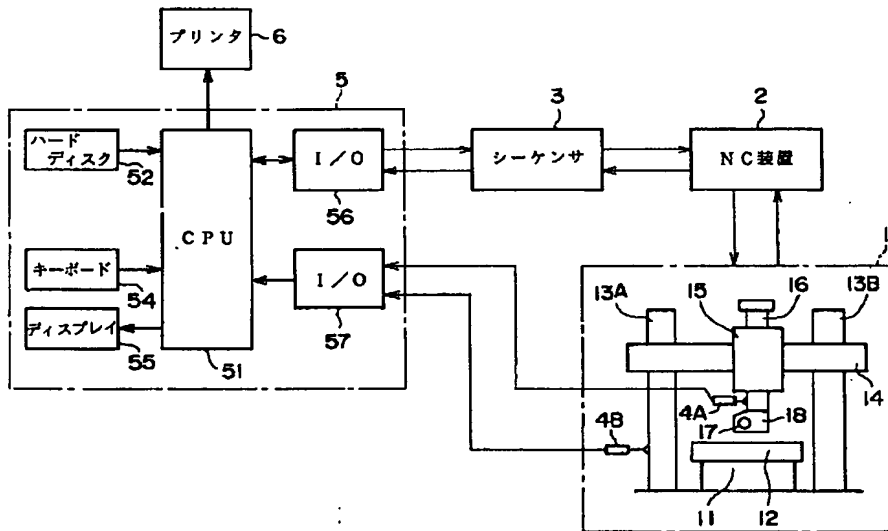 プリンタ
6
5
ハード
ディスク
52
CPU
I/O
56
3
シーケンサ
2
NC装置
キーボード
54
I/O
57
ディスプレイ
55
51
1
13A
15
16
13B
14
4A
18
17
4B
11
12